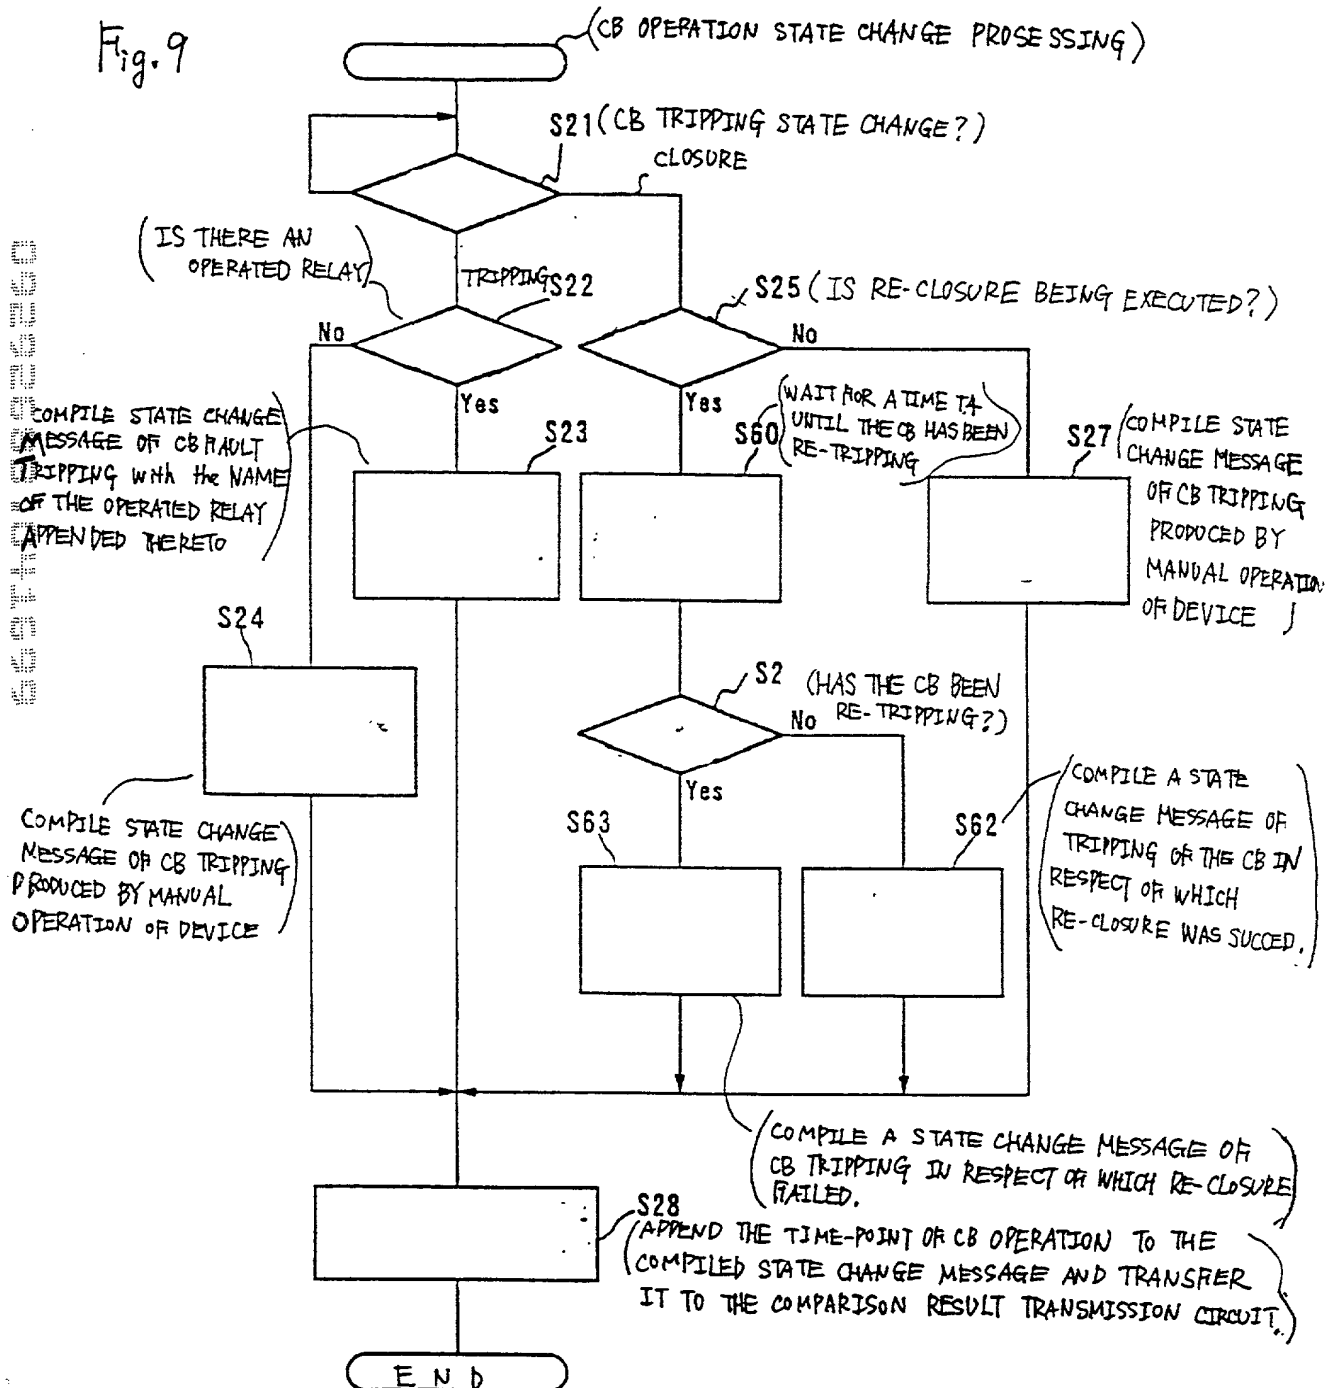 Fig. 9
(CB OPERATION STATE CHANGE PROSESSING)
S21 (CB TRIPPING STATE CHANGE?)
CLOSURE
(IS THERE AN
OPERATED RELAY)
TRIPPING
S22
S25 (IS RE-CLOSURE BEING EXECUTED?)
No
No
Yes
Yes
COMPILE STATE CHANGE
MESSAGE OF CB FAULT
TRIPPING with the NAME
OF THE OPERATED RELAY
APPENDED THERETO
S23
S60
(WAIT FOR A TIME TA
UNTIL THE CB HAS BEEN
RE-TRIPPING)
S27
(COMPILE STATE
CHANGE MESSAGE
OF CB TRIPPING
PRODUCED BY
MANUAL OPERATION
OF DEVICE)
S24
COMPILE STATE CHANGE
MESSAGE OF CB TRIPPING
PRODUCED BY MANUAL
OPERATION OF DEVICE
S2 (HAS THE CB BEEN
RE-TRIPPING?)
No
Yes
S63
S62
(COMPILE A STATE
CHANGE MESSAGE OF
TRIPPING OF THE CB IN
RESPECT OF WHICH
RE-CLOSURE WAS SUCCED.)
(COMPILE A STATE CHANGE MESSAGE OF
CB TRIPPING IN RESPECT OF WHICH RE-CLOSURE
FAILED.)
S28
(APPEND THE TIME-POINT OF CB OPERATION TO THE
COMPILED STATE CHANGE MESSAGE AND TRANSFER
IT TO THE COMPARISON RESULT TRANSMISSION CIRCUIT.)
END